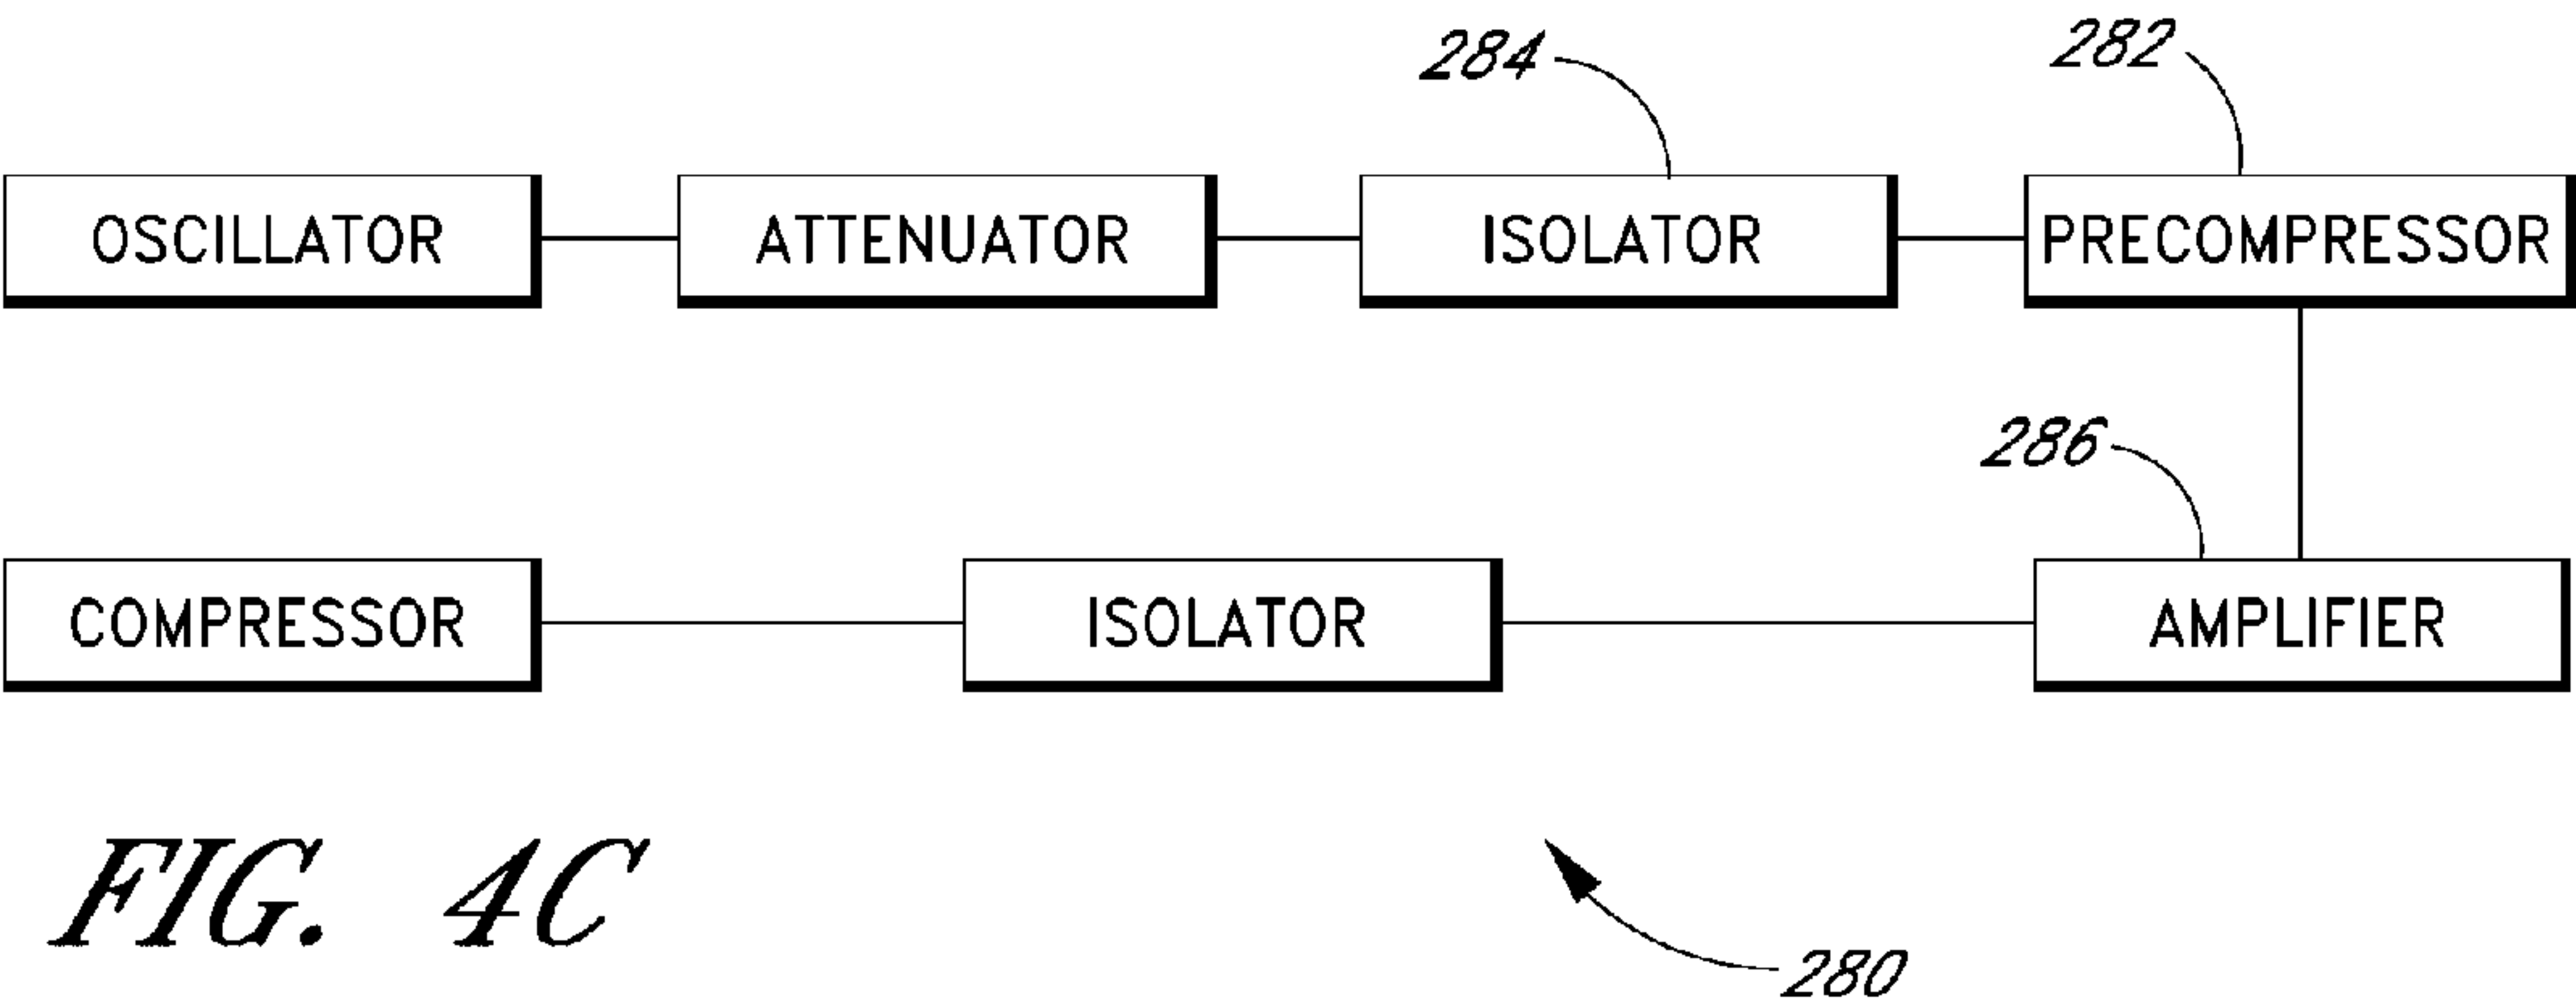 284
282
OSCILLATOR
ATTENUATOR
ISOLATOR
PRECOMPRESSOR
286
COMPRESSOR
ISOLATOR
AMPLIFIER
FIG. 4C
280